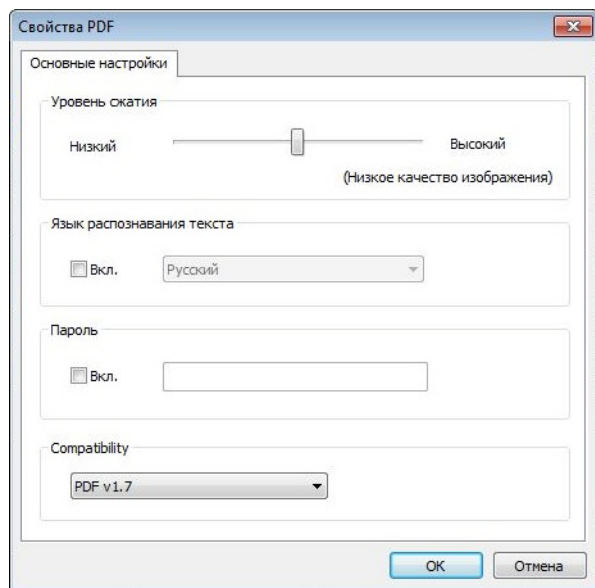 Свойства PDF
Основные настройки
Уровень сжатия
Низкий Высокий
(Низкое качество изображения)
Язык распознавания текста
Вкл. Русский
Пароль
Вкл.
Compatibility
PDF v1.7
OK Отмена